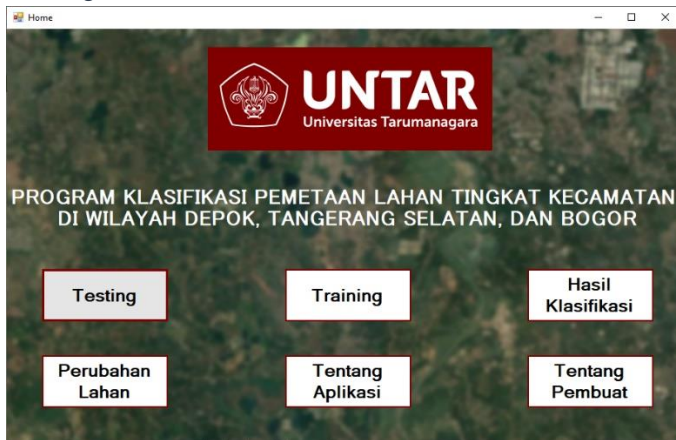 Home
UNTAR
Universitas Tarumanagara
PROGRAM KLASIFIKASI PEMETAAN LAHAN TINGKAT KECAMATAN
DI WILAYAH DEPOK, TANGERANG SELATAN, DAN BOGOR
Testing
Training
Hasil
Klasifikasi
Perubahan
Lahan
Tentang
Aplikasi
Tentang
Pembuat